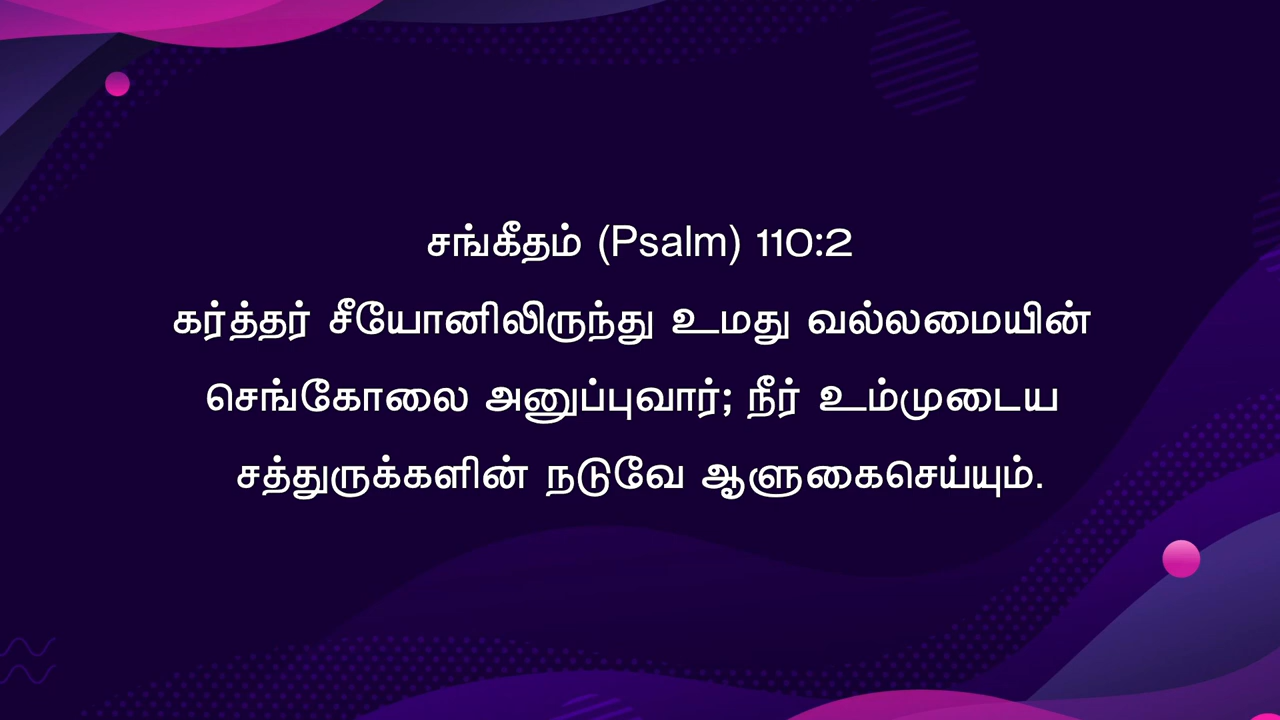 சங்கீதம் (Psalm) 110:2
கர்த்தர் சீயோனிலிருந்து உமது வல்லமையின்
செங்கோலை அனுப்புவார்; நீர் உம்முடைய
சத்துருக்களின் நடுவே ஆளுகைசெய்யும்.